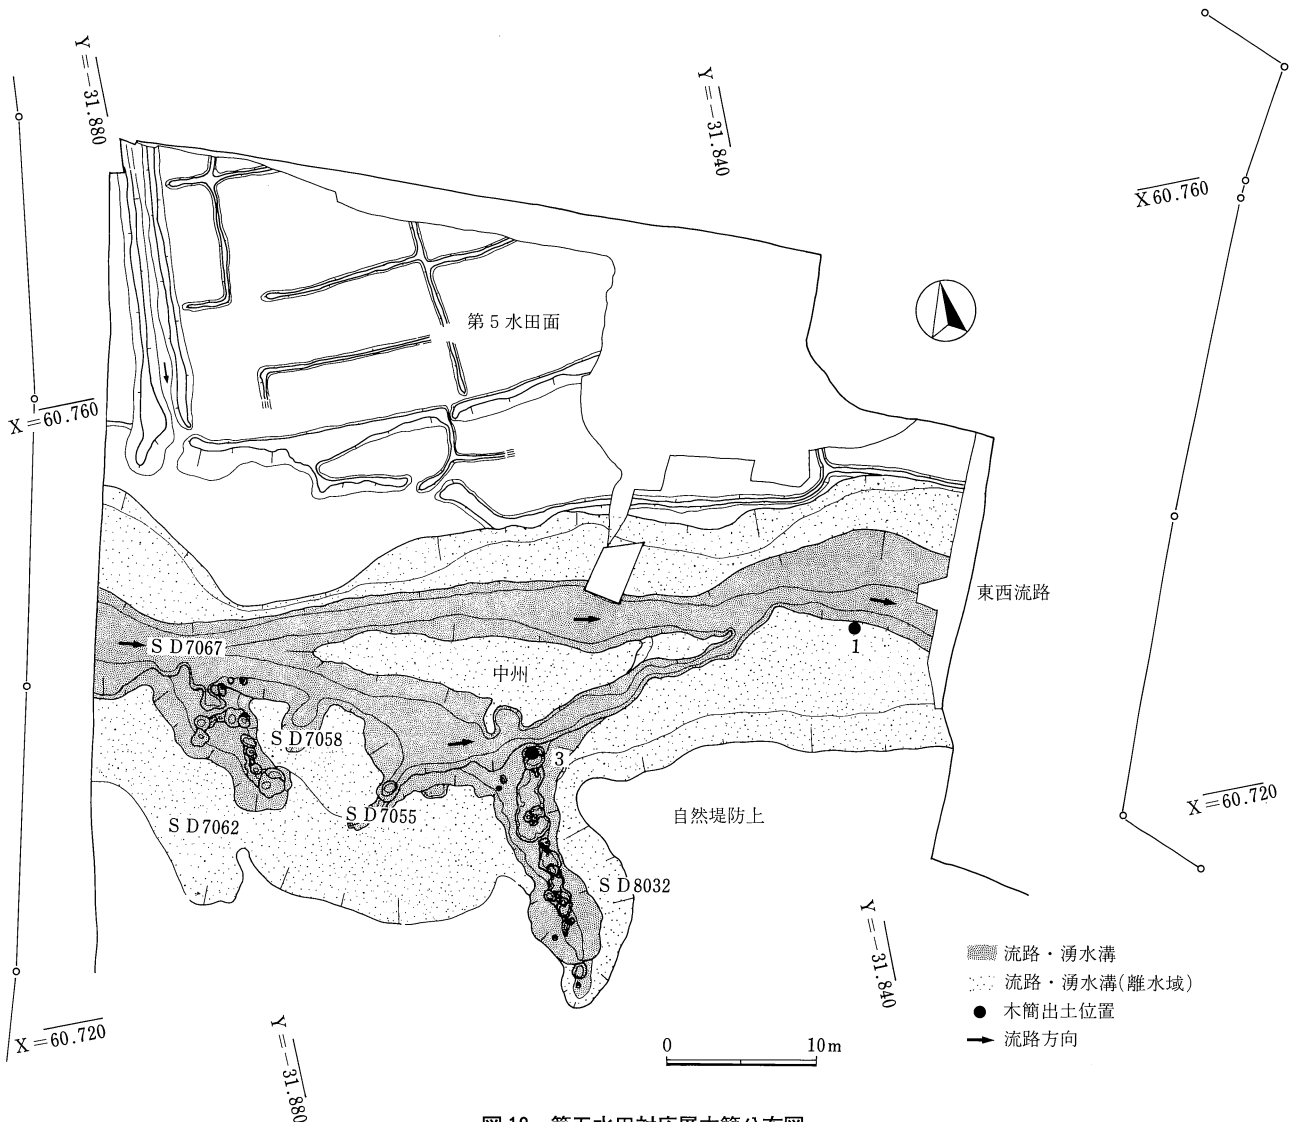 Y=-31.880
Y=-31.840
X 60.760
第5水田面
X=60.760
東西流路
1
SD7067
中州
SD7058
3
SD7055
SD7062
自然堤防上
SD8032
X=60.720
Y=-31.840
流路・湧水溝
流路・湧水溝(離水域)
木簡出土位置
流路方向
X=60.720
Y=-31.880
0 10m